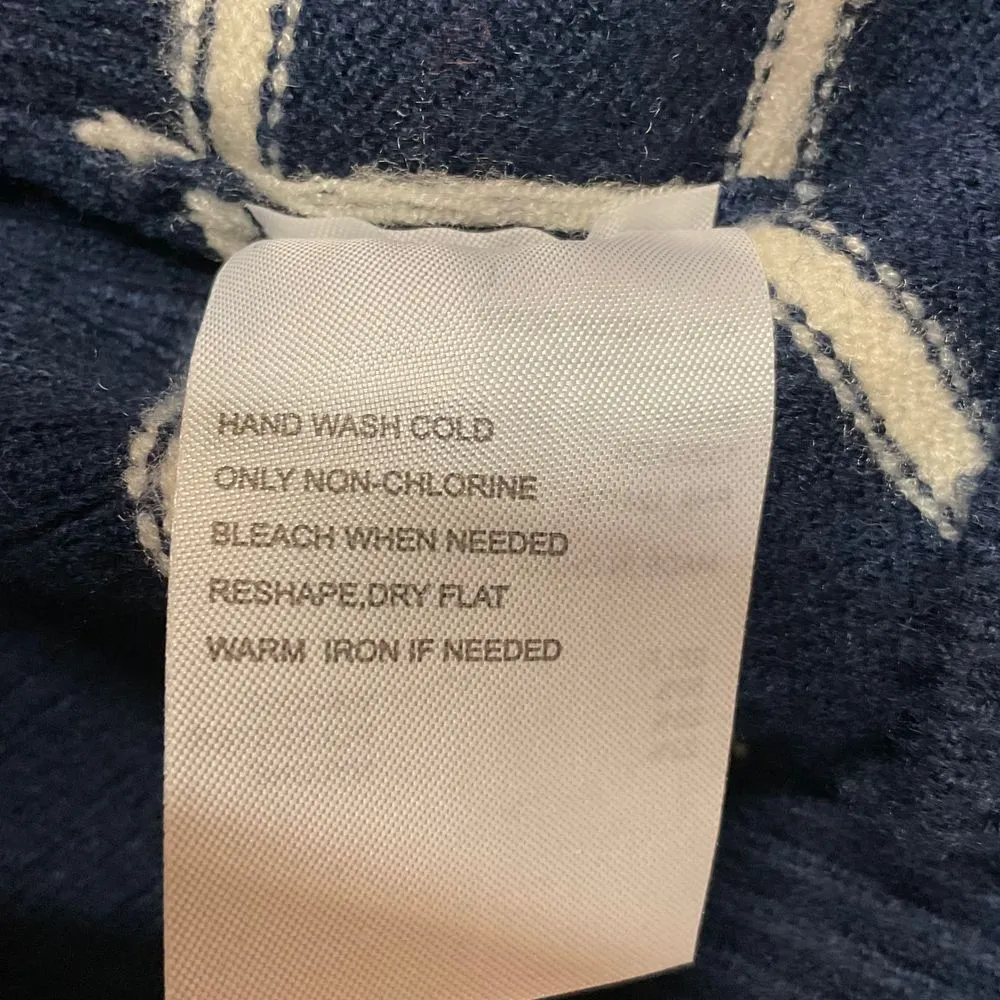 HAND WASH COLD
ONLY NON-CHLORINE
BLEACH WHEN NEEDED
RESHAPE,DRY FLAT
WARM IRON IF NEEDED